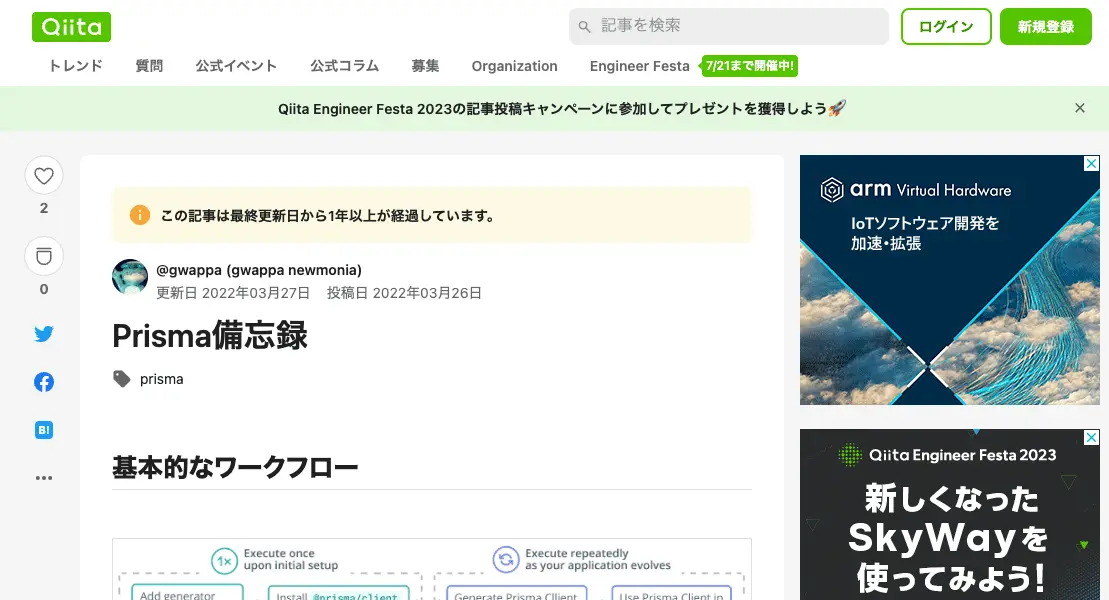 Qiita
記事を検索
ログイン
新規登録
トレンド 質問 公式イベント 公式コラム 募集 Organization Engineer Festa 7/21まで開催中!
Qiita Engineer Festa 2023の記事投稿キャンペーンに参加してプレゼントを獲得しよう🚀
2
0
B!
この記事は最終更新日から1年以上が経過しています。
@gwappa (gwappa newmonia)
更新日 2022年03月27日 投稿日 2022年03月26日
Prisma備忘録
prisma
基本的なワークフロー
1×
Execute once
upon initial setup
Execute repeatedly
as your application evolves
Add generator
Install @prisma/client
Generate Prisma Client
Use Prisma Client in
arm Virtual Hardware
IoTソフトウェア開発を
加速・拡張
Qiita Engineer Festa 2023
新しくなった
SkyWayを
使ってみよう!